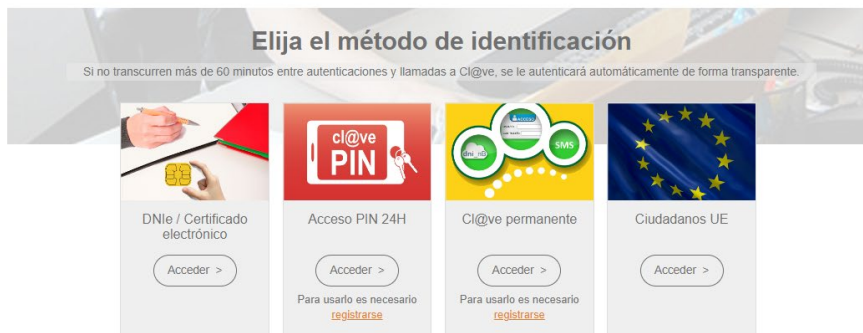 Elija el método de identificación
Si no transcurren más de 60 minutos entre autenticaciones y llamadas a Cl@ve, se le autenticará automáticamente de forma transparente.
cl@ve
PIN
ACCESO
dni_nie
SMS
DNIe / Certificado
electrónico
Acceso PIN 24H
Cl@ve permanente
Ciudadanos UE
Acceder >
Acceder >
Acceder >
Acceder >
Para usarlo es necesario
registrarse
Para usarlo es necesario
registrarse